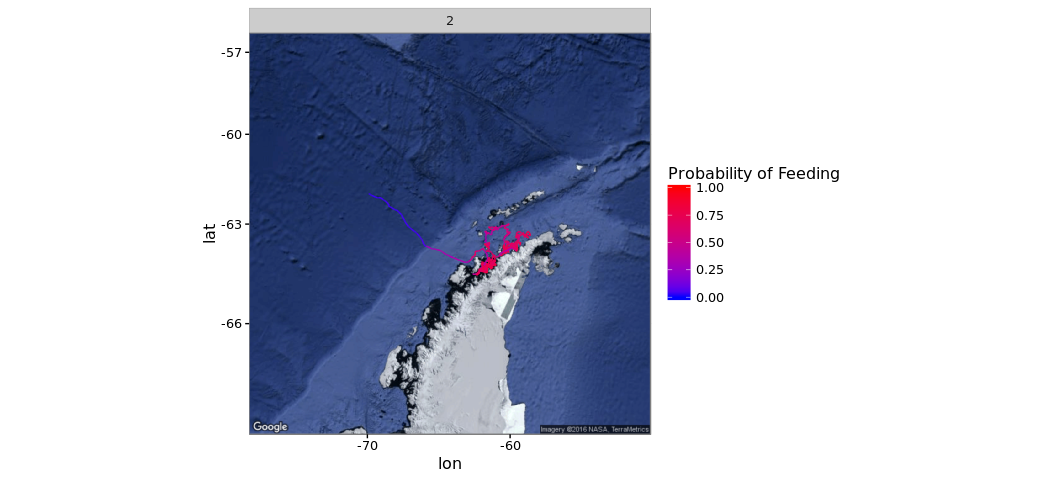 2
-57
-60
-63
-66
lat
-70
-60
lon
Google
Imagery ©2016 NASA, TerraMetrics
Probability of Feeding
1.00
0.75
0.50
0.25
0.00